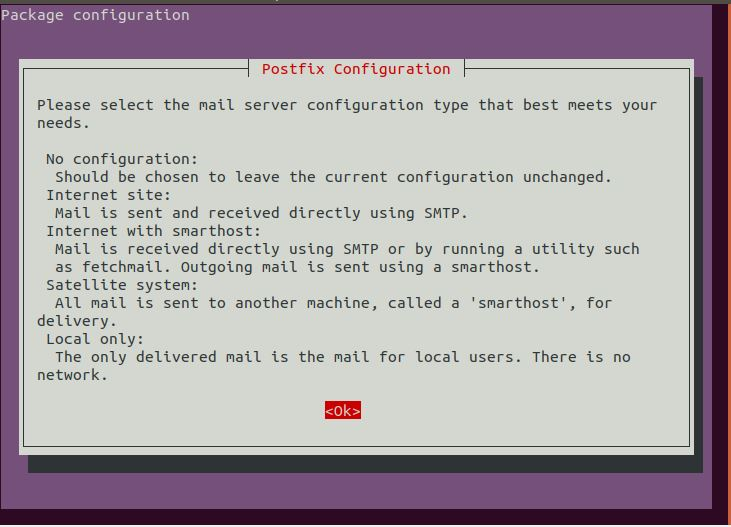 Package configuration
Postfix Configuration
Please select the mail server configuration type that best meets your
needs.
No configuration:
Should be chosen to leave the current configuration unchanged.
Internet site:
Mail is sent and received directly using SMTP.
Internet with smarthost:
Mail is received directly using SMTP or by running a utility such
as fetchmail. Outgoing mail is sent using a smarthost.
Satellite system:
All mail is sent to another machine, called a 'smarthost', for
delivery.
Local only:
The only delivered mail is the mail for local users. There is no
network.
<Ok>